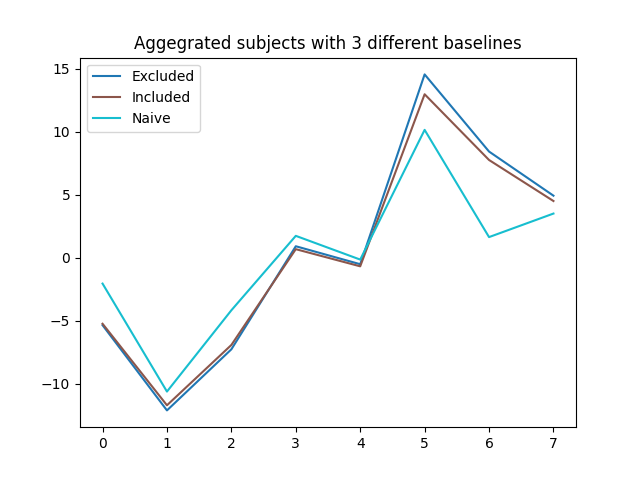 Aggegrated subjects with 3 different baselines
Excluded
Included
Naive
15
10
5
0
−5
−10
0 1 2 3 4 5 6 7